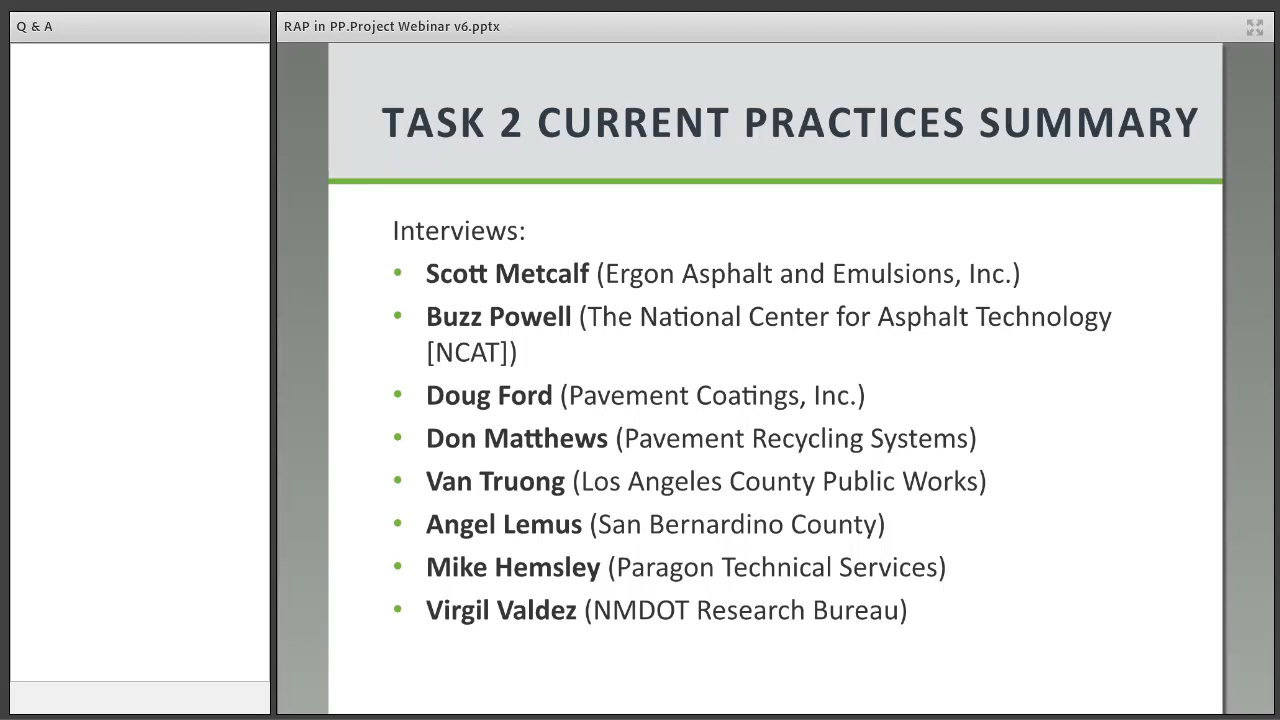 Q & A
RAP in PP.Project Webinar v6.pptx
TASK 2 CURRENT PRACTICES SUMMARY
Interviews:
• Scott Metcalf (Ergon Asphalt and Emulsions, Inc.)
• Buzz Powell (The National Center for Asphalt Technology
[NCAT])
• Doug Ford (Pavement Coatings, Inc.)
• Don Matthews (Pavement Recycling Systems)
• Van Truong (Los Angeles County Public Works)
• Angel Lemus (San Bernardino County)
• Mike Hemsley (Paragon Technical Services)
• Virgil Valdez (NMDOT Research Bureau)